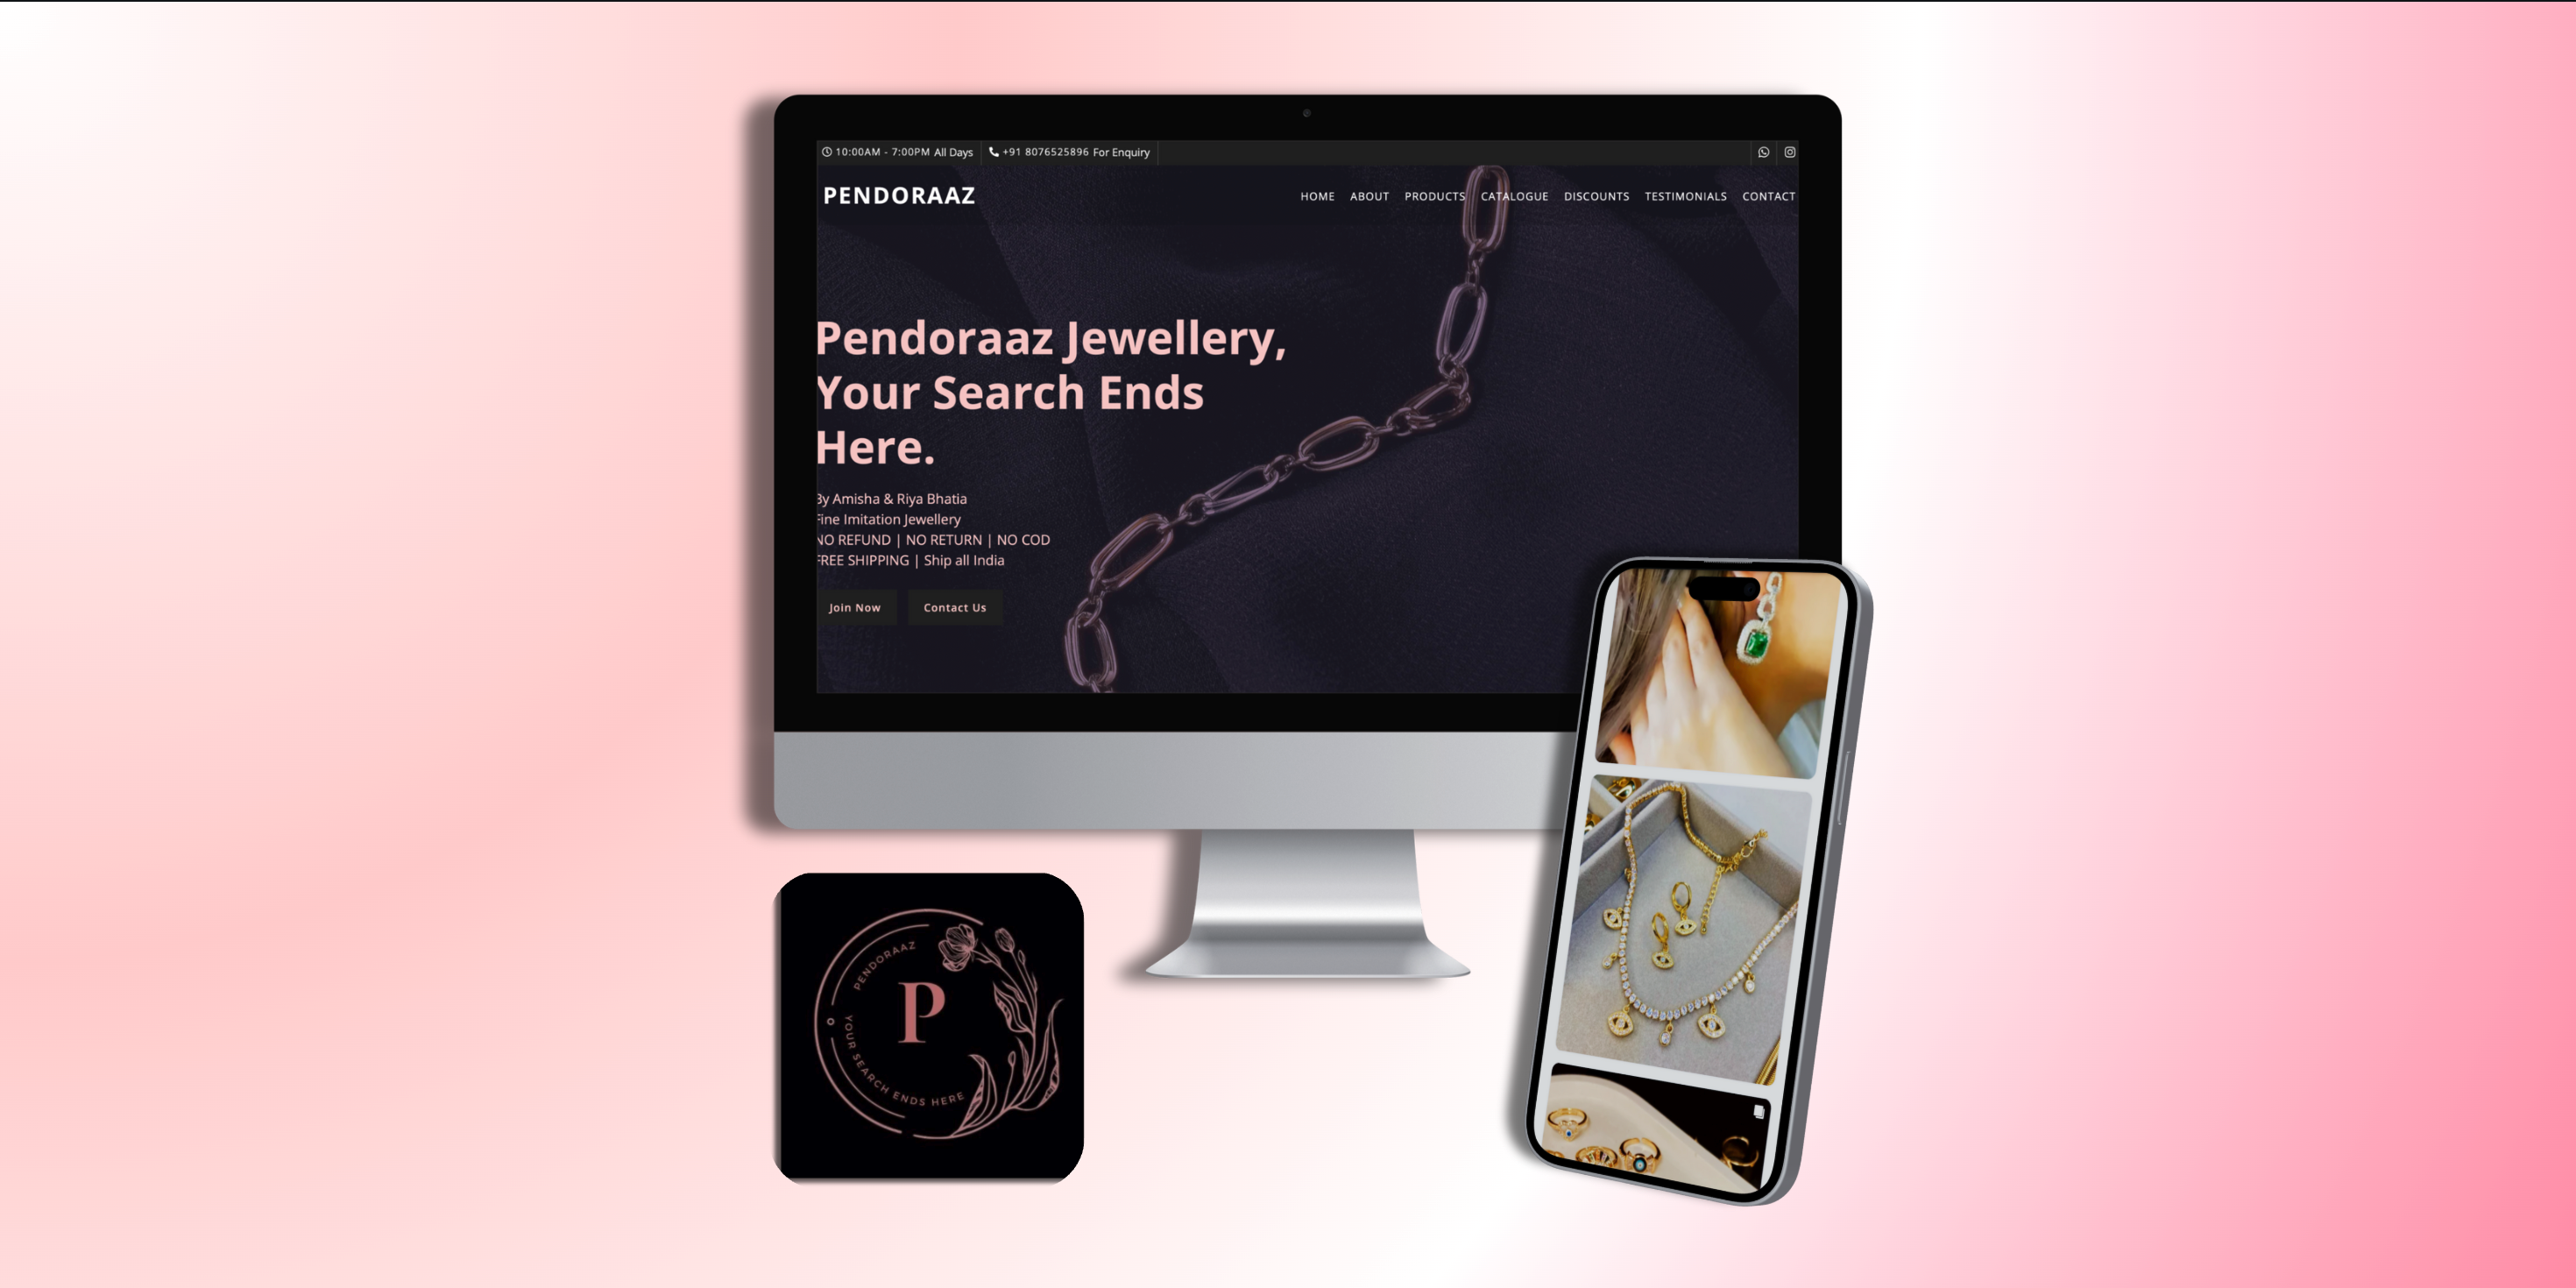 10:00AM - 7:00PM All Days
+91 8076525896 For Enquiry
PENDORAAZ
HOME ABOUT PRODUCTS CATALOGUE DISCOUNTS TESTIMONIALS CONTACT
Pendoraaz Jewellery,
Your Search Ends
Here.
By Amisha & Riya Bhatia
Fine Imitation Jewellery
NO REFUND | NO RETURN | NO COD
FREE SHIPPING | Ship all India
Join Now
Contact Us
PENDORAAZ
P
YOUR SEARCH ENDS HERE